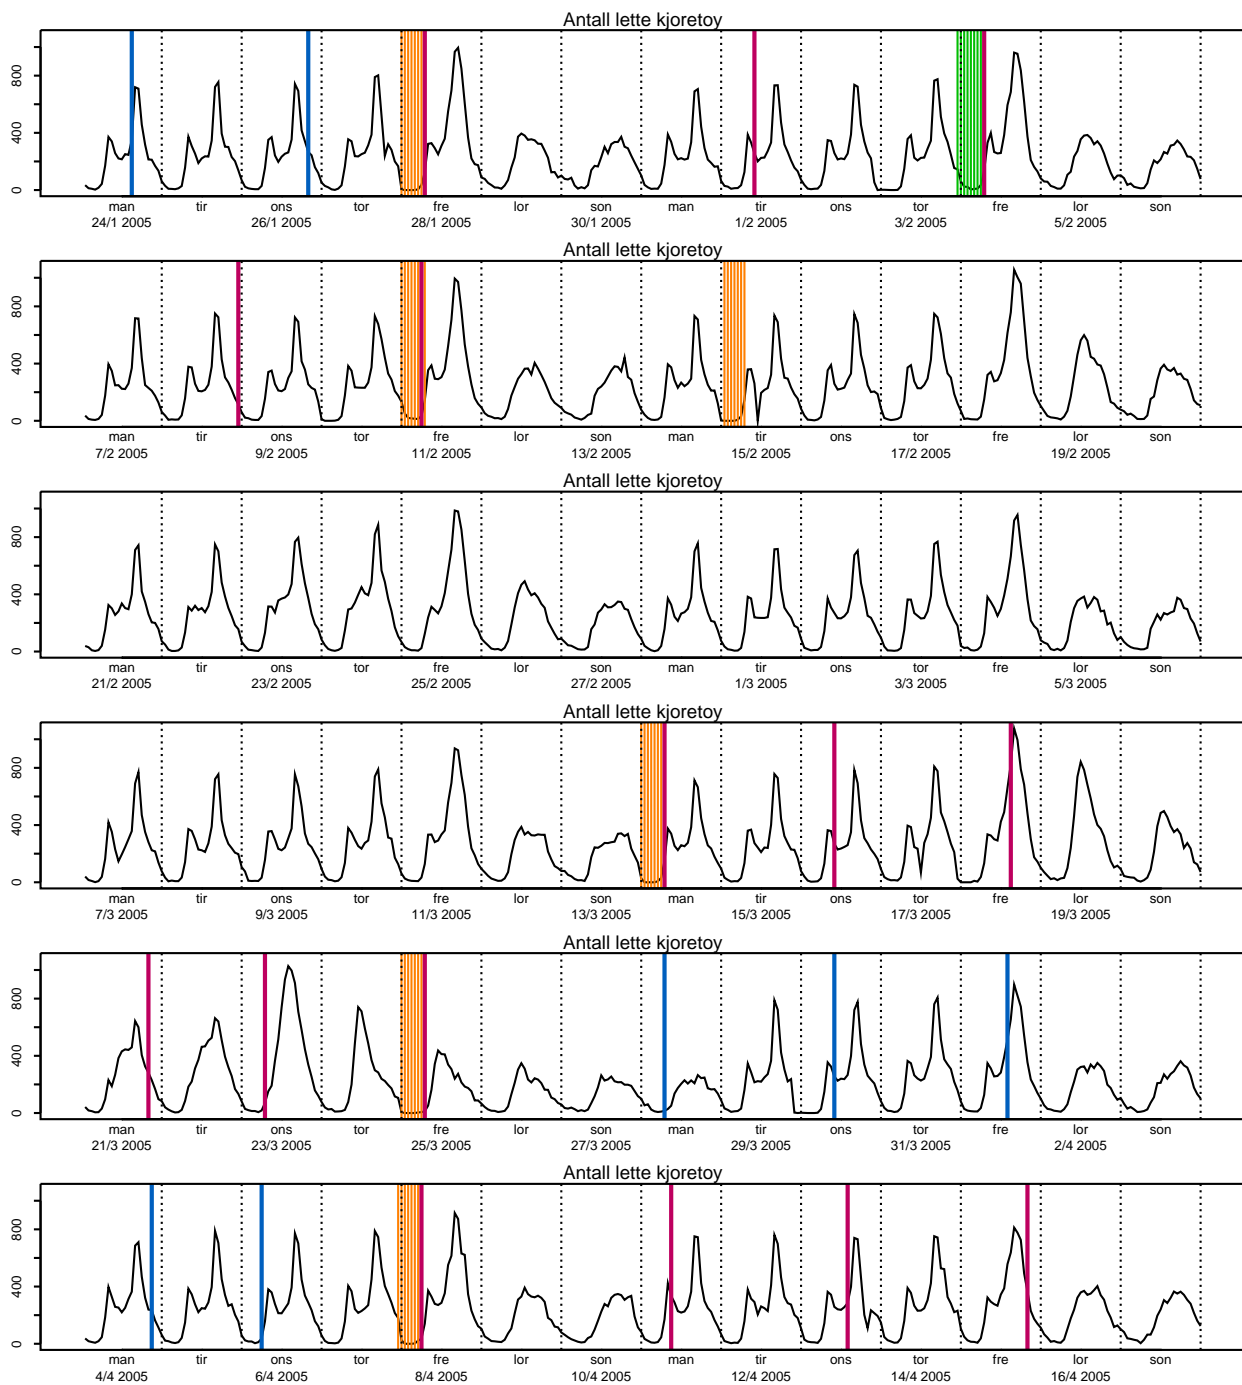 Antall lette kjoretoy
0 400 800
man tir ons tor fre lor son man tir ons tor fre lor son
24/1 2005 26/1 2005 28/1 2005 30/1 2005 1/2 2005 3/2 2005 5/2 2005
Antall lette kjoretoy
0 400 800
man tir ons tor fre lor son man tir ons tor fre lor son
7/2 2005 9/2 2005 11/2 2005 13/2 2005 15/2 2005 17/2 2005 19/2 2005
Antall lette kjoretoy
0 400 800
man tir ons tor fre lor son man tir ons tor fre lor son
21/2 2005 23/2 2005 25/2 2005 27/2 2005 1/3 2005 3/3 2005 5/3 2005
Antall lette kjoretoy
0 400 800
man tir ons tor fre lor son man tir ons tor fre lor son
7/3 2005 9/3 2005 11/3 2005 13/3 2005 15/3 2005 17/3 2005 19/3 2005
Antall lette kjoretoy
0 400 800
man tir ons tor fre lor son man tir ons tor fre lor son
21/3 2005 23/3 2005 25/3 2005 27/3 2005 29/3 2005 31/3 2005 2/4 2005
Antall lette kjoretoy
0 400 800
man tir ons tor fre lor son man tir ons tor fre lor son
4/4 2005 6/4 2005 8/4 2005 10/4 2005 12/4 2005 14/4 2005 16/4 2005